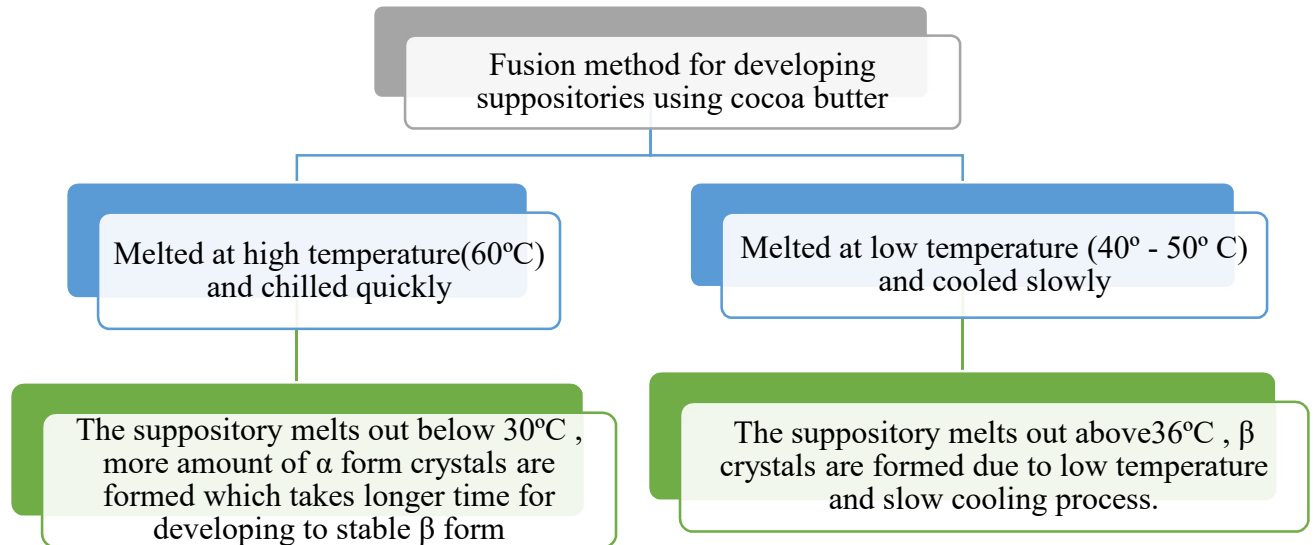 Fusion method for developing
suppositories using cocoa butter
Melted at high temperature(60ºC)
and chilled quickly
Melted at low temperature (40º - 50º C)
and cooled slowly
The suppository melts out below 30ºC ,
more amount of α form crystals are
formed which takes longer time for
developing to stable β form
The suppository melts out above36ºC , β
crystals are formed due to low temperature
and slow cooling process.